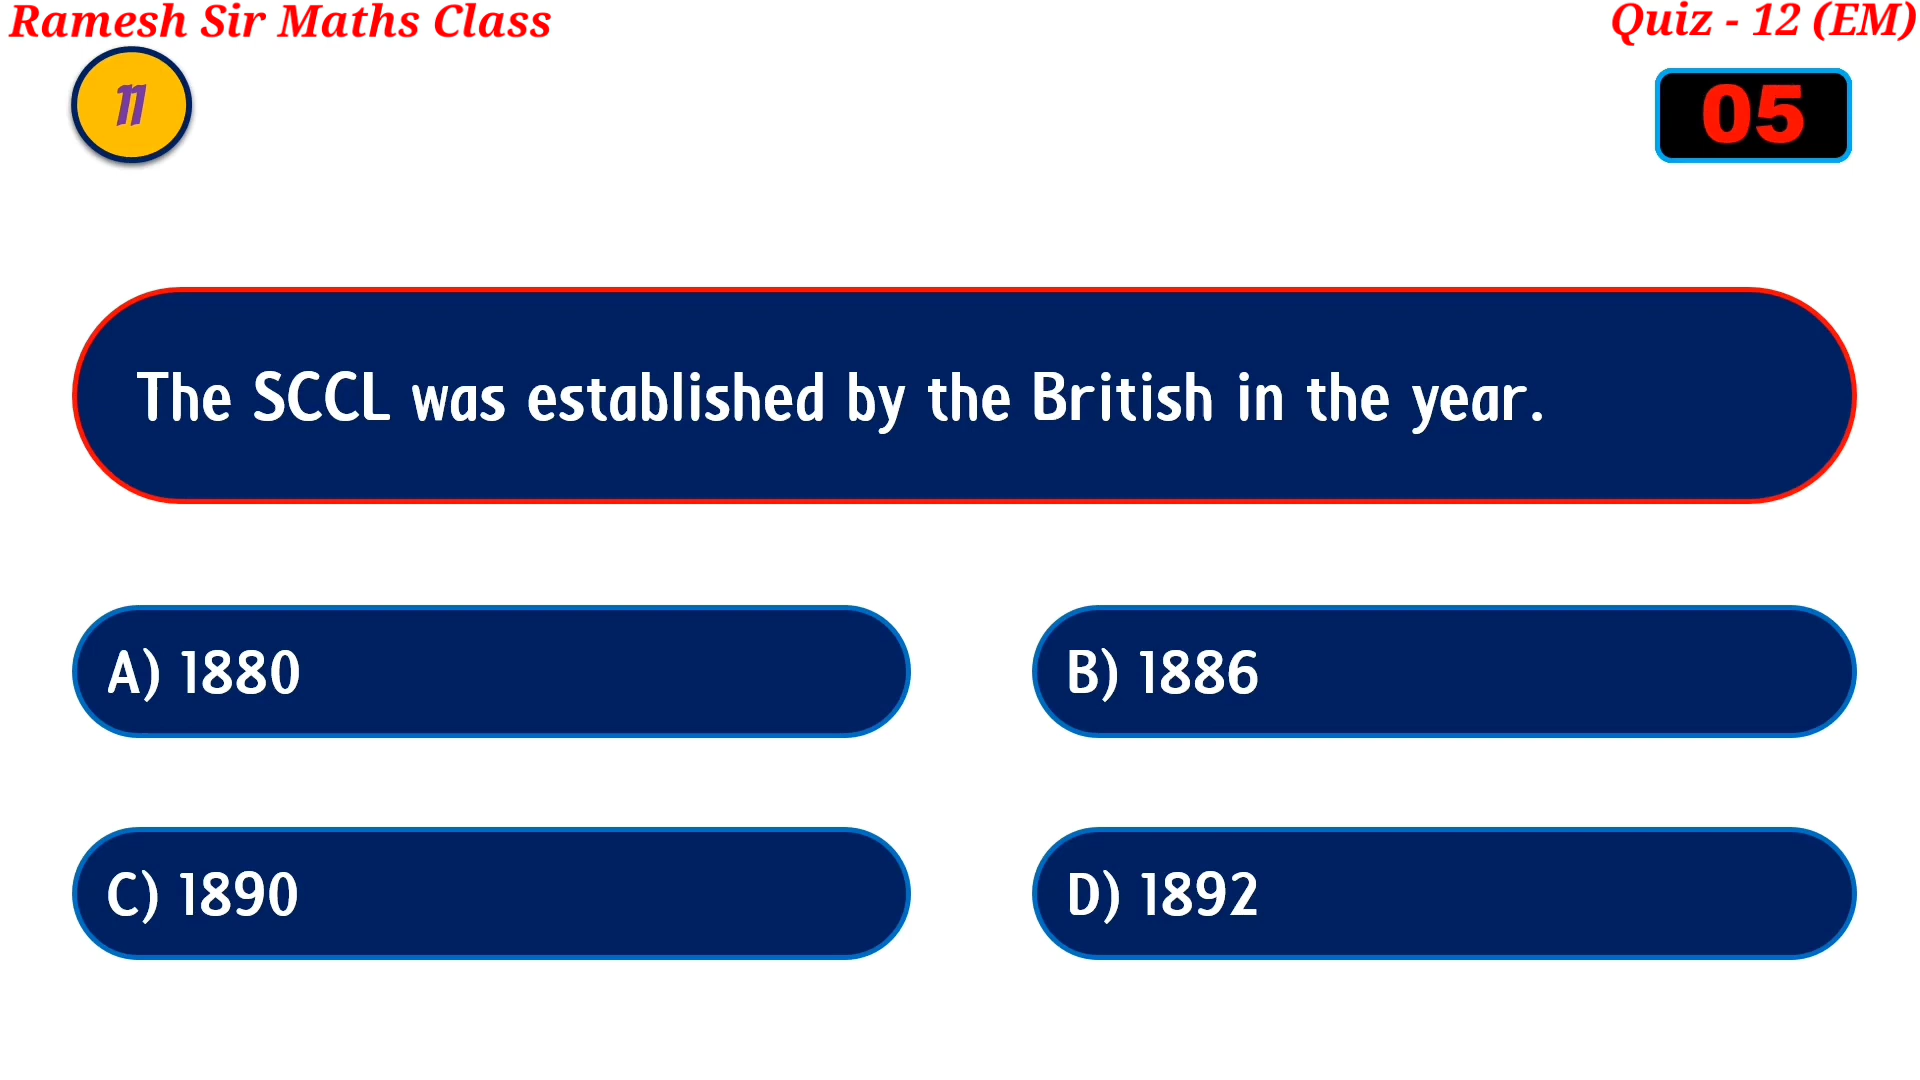 Ramesh Sir Maths Class
Quiz - 12 (EM)
11
05
The SCCL was established by the British in the year.
A) 1880
B) 1886
C) 1890
D) 1892